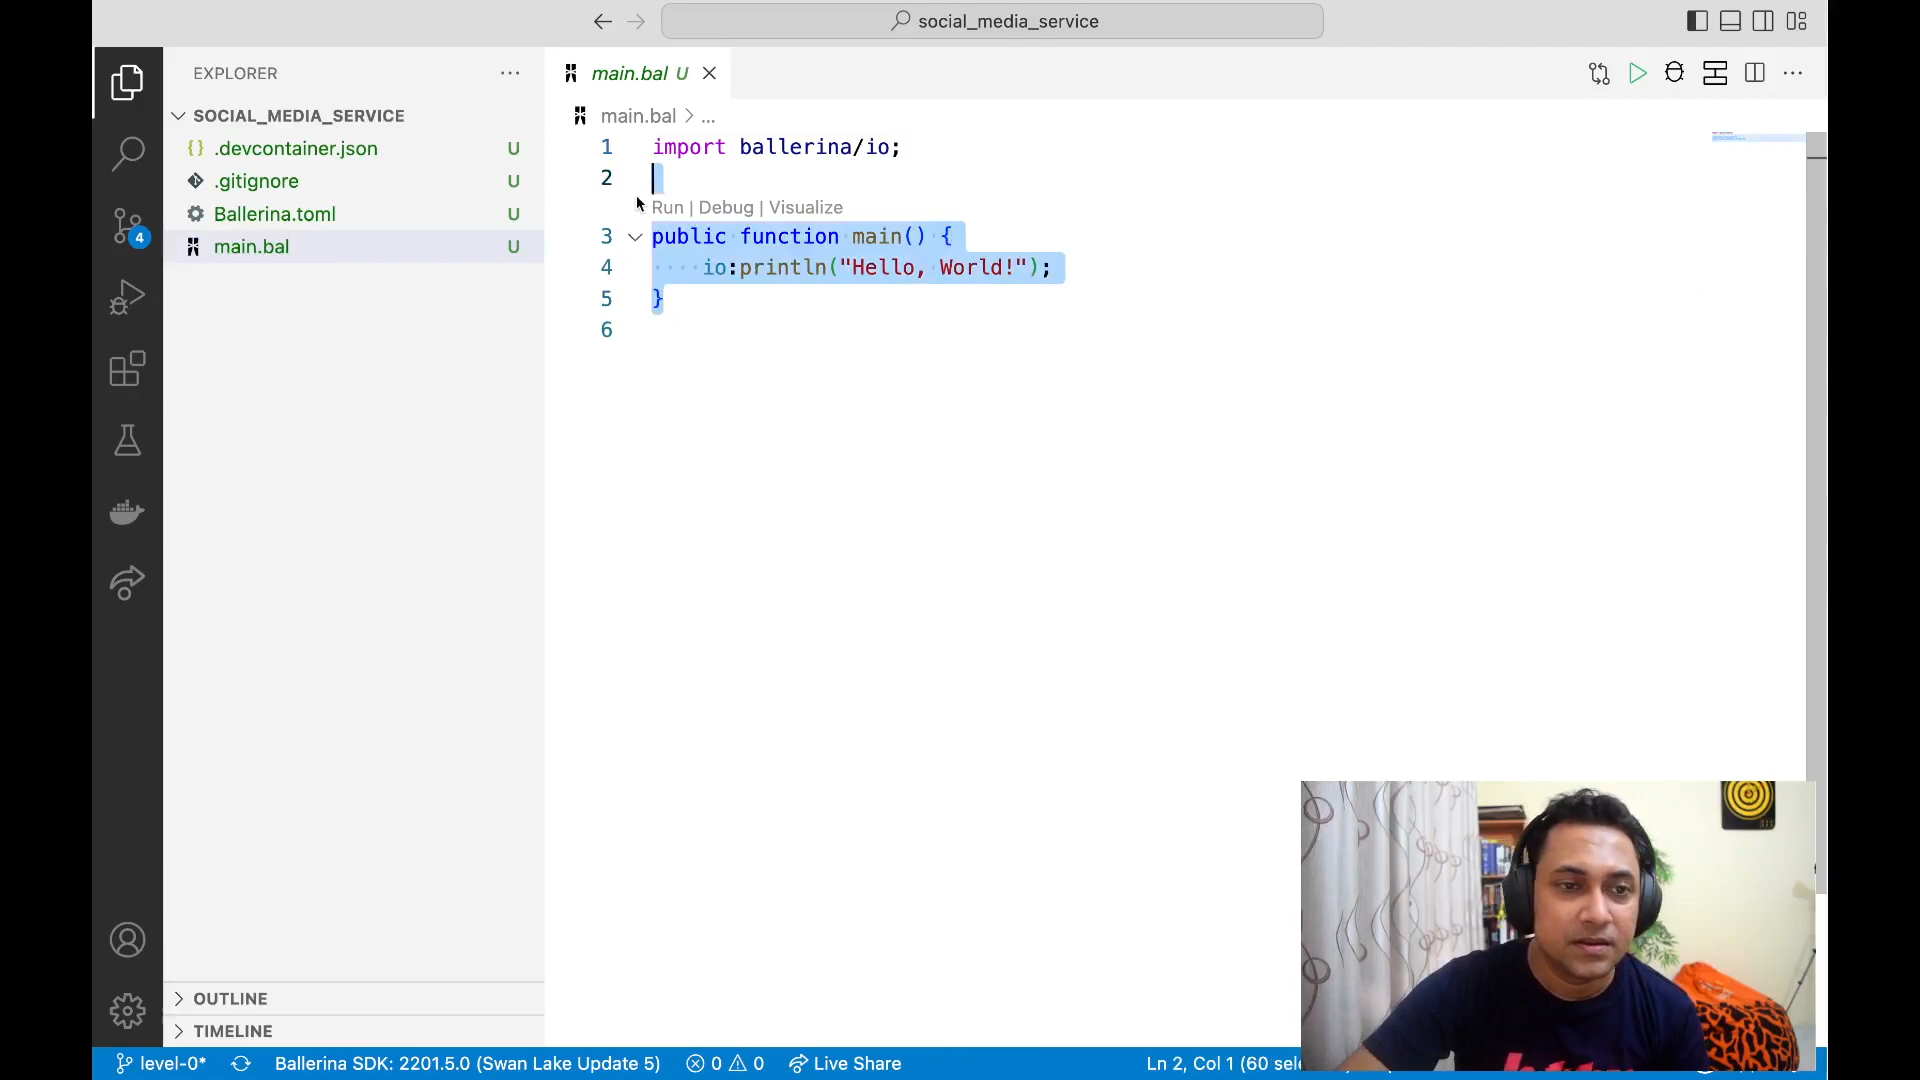 social_media_service
EXPLORER
SOCIAL_MEDIA_SERVICE
.devcontainer.json U
.gitignore U
Ballerina.toml U
main.bal U
4
OUTLINE
TIMELINE
main.bal U
main.bal > ...
1 import ballerina/io;
2
Run | Debug | Visualize
3 public function main() {
4 io:println("Hello, World!");
5 }
6
level-0*
Ballerina SDK: 2201.5.0 (Swan Lake Update 5)
0 0
Live Share
Ln 2, Col 1 (60